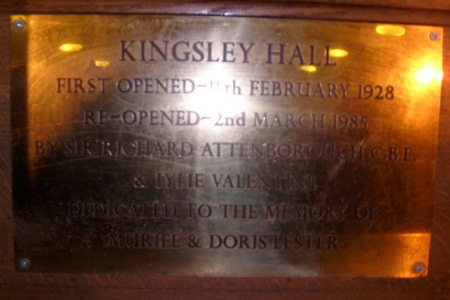 KINGSLEY HALL
FIRST OPENED~ FEBRUARY 1928
RE-OPENED~2nd MARCH 1985
BY SIR RICHARD ATTENBOROUGH C.B.E.
& LYLIE VALENTINE
DEDICATED TO THE MEMORY OF
MURIEL & DORIS LESTER